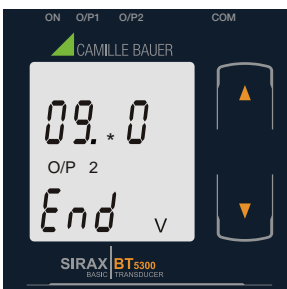 ON O/P1 O/P2 COM
CAMILLE BAUER
09.*0
O/P 2
End V
SIRAX BT5300
BASIC TRANSDUCER